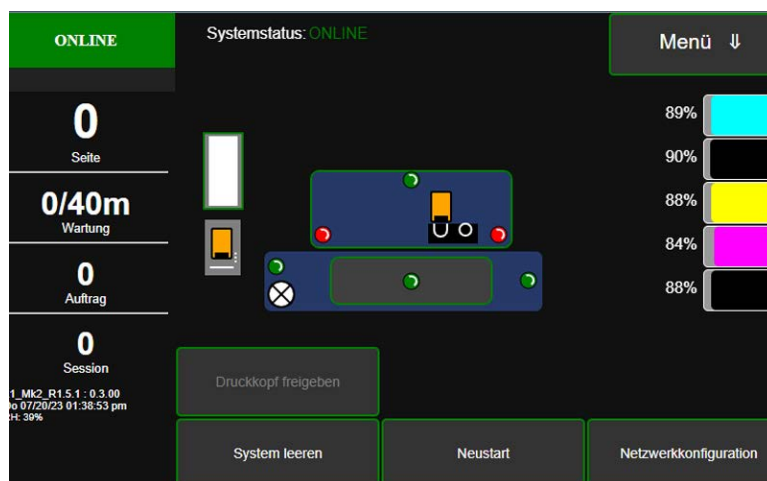 ONLINE
Systemstatus: ONLINE
Menü ⇓
0
Seite
0/40m
Wartung
0
Auftrag
0
Session
1_Mk2_R1.5.1 : 0.3.00
o 07/20/23 01:38:53 pm
H: 39%
89%
90%
88%
84%
88%
Druckkopf freigeben
System leeren
Neustart
Netzwerkkonfiguration